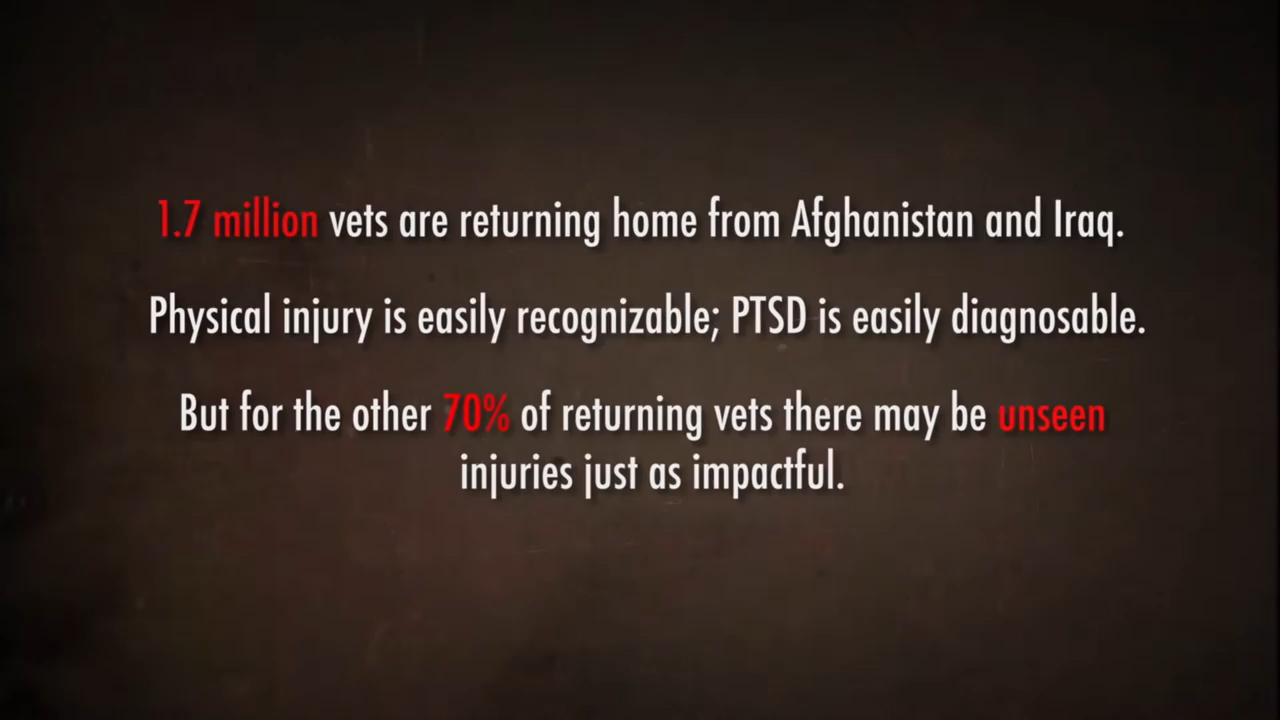 1.7 million vets are returning home from Afghanistan and Iraq.
Physical injury is easily recognizable; PTSD is easily diagnosable.
But for the other 70% of returning vets there may be unseen
injuries just as impactful.